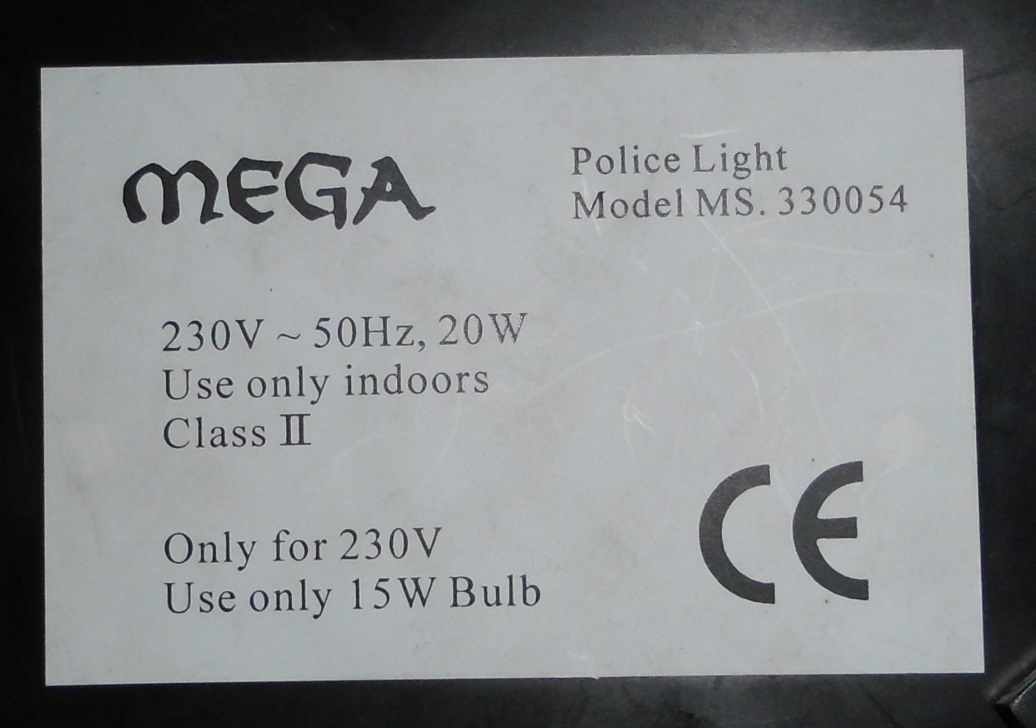 MEGA
Police Light
Model MS. 330054
230V ~ 50Hz, 20W
Use only indoors
Class II
Only for 230V
Use only 15W Bulb
CE